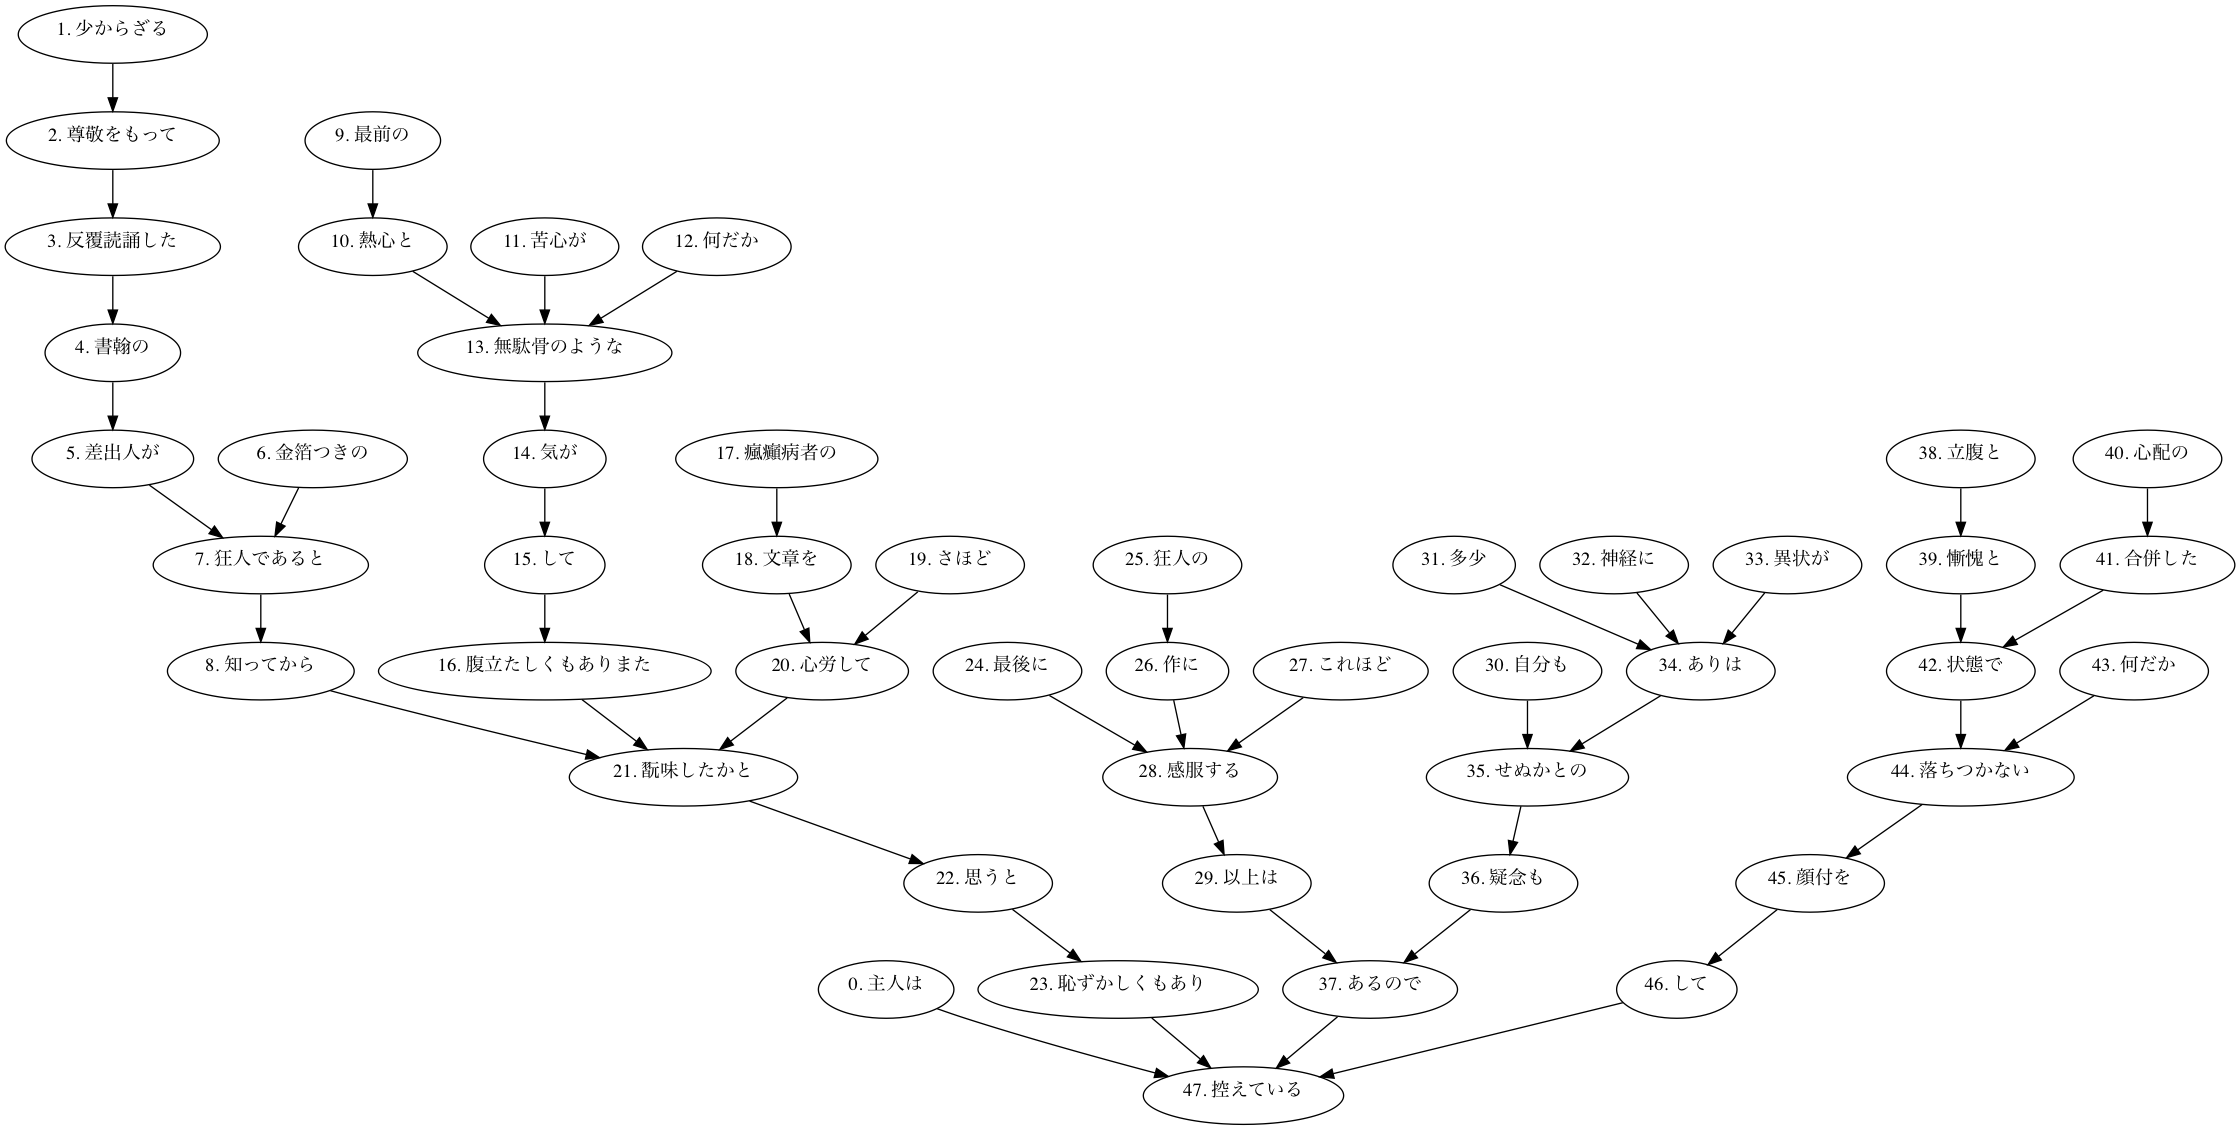 0. 主人は
1. 少からざる
2. 尊敬をもって
3. 反覆読誦した
4. 書翰の
5. 差出人が
6. 金箔つきの
7. 狂人であると
8. 知ってから
9. 最前の
10. 熱心と
11. 苦心が
12. 何だか
13. 無駄骨のような
14. 気が
15. して
16. 腹立たしくもありまた
17. 瘋癲病者の
18. 文章を
19. さほど
20. 心労して
21. 翫味したかと
22. 思うと
23. 恥ずかしくもあり
24. 最後に
25. 狂人の
26. 作に
27. これほど
28. 感服する
29. 以上は
30. 自分も
31. 多少
32. 神経に
33. 異状が
34. ありは
35. せぬかとの
36. 疑念も
37. あるので
38. 立腹と
39. 慚愧と
40. 心配の
41. 合併した
42. 状態で
43. 何だか
44. 落ちつかない
45. 顔付を
46. して
47. 控えている